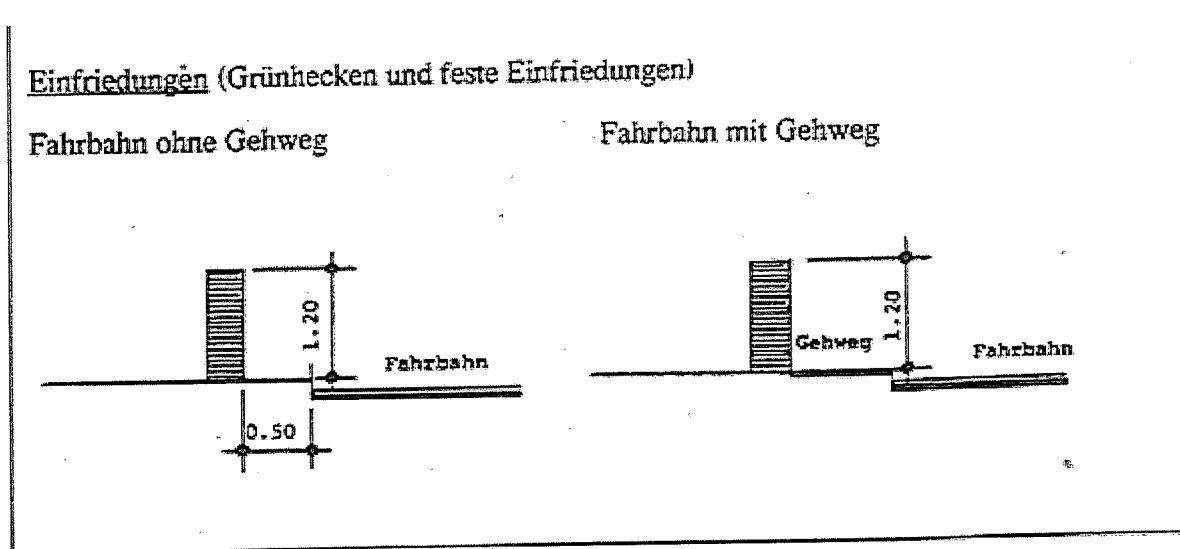 Einfriedungen (Grünhecken und feste Einfriedungen)
Fahrbahn ohne Gehweg
Fahrbahn mit Gehweg
1.20
Fahrbahn
0.50
Gehweg
1.20
Fahrbahn